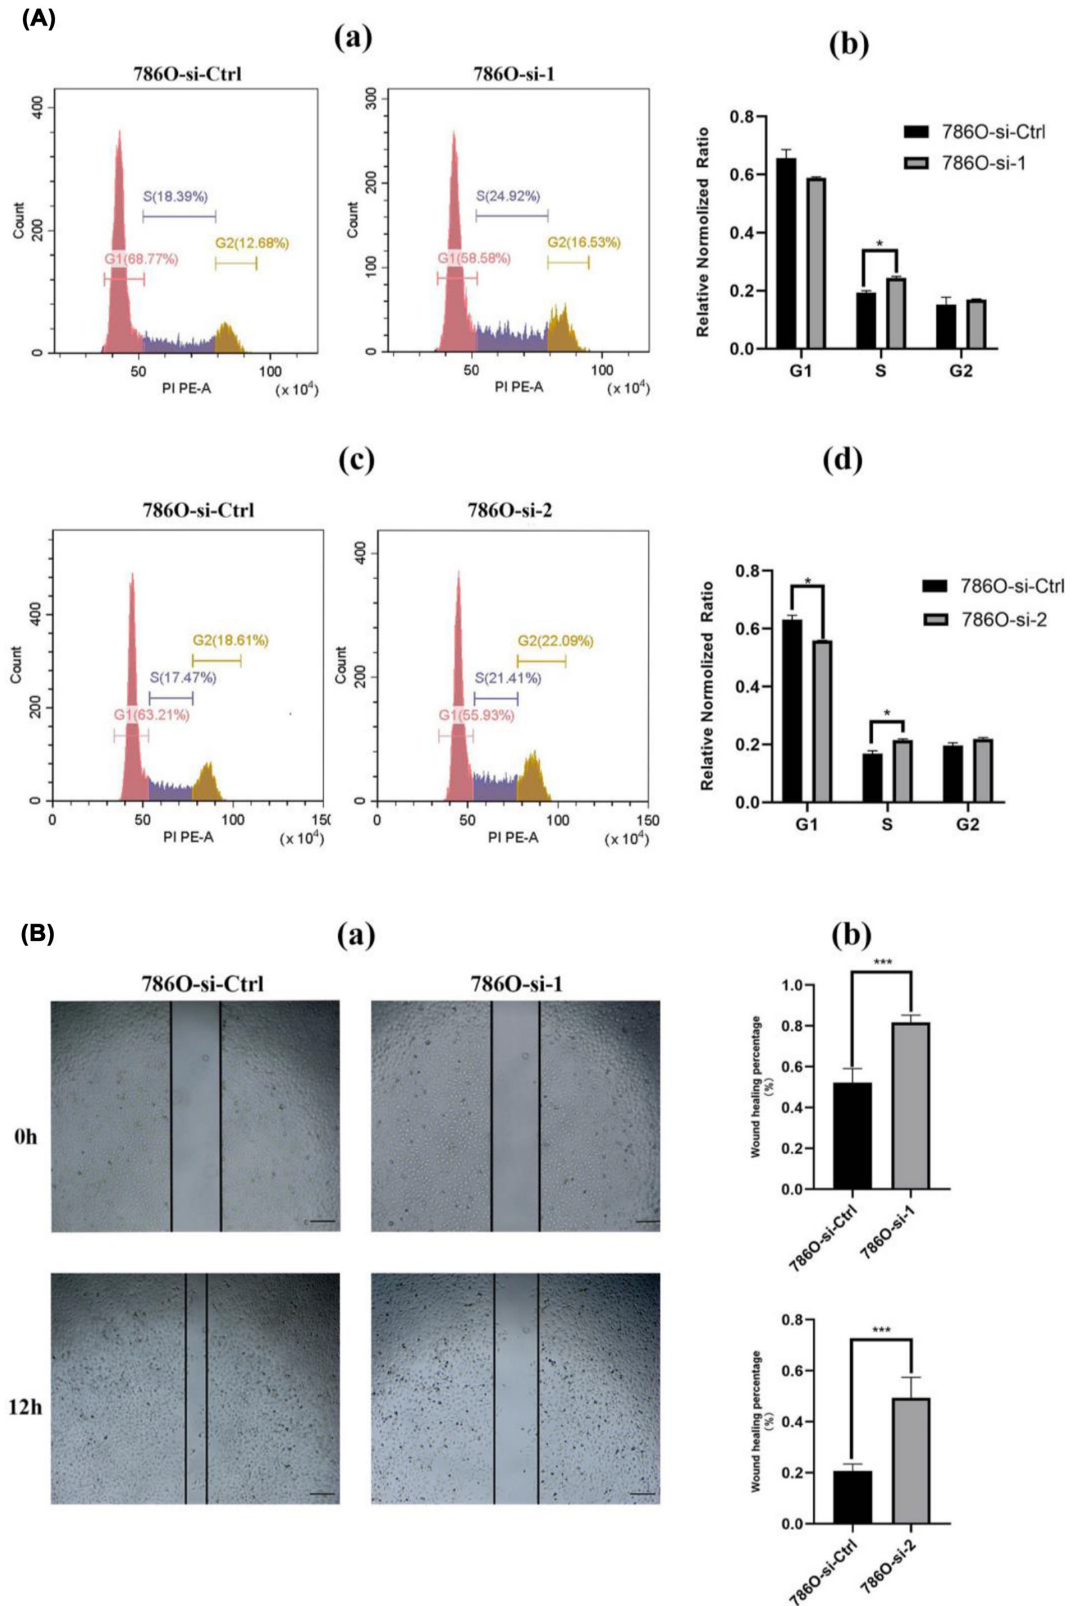 (A)
(a)
786O-si-Ctrl
786O-si-1
400
200
0
Count
S(18.39%)
G2(12.68%)
G1(68.77%)
50
100
PI PE-A
(x 10⁴)
300
200
100
0
Count
S(24.92%)
G2(16.53%)
G1(58.58%)
50
100
PI PE-A
(x 10⁴)
(b)
0.8
0.6
0.4
0.2
0.0
Relative Normolized Ratio
786O-si-Ctrl
786O-si-1
*
G1
S
G2
(c)
786O-si-Ctrl
786O-si-2
400
200
0
Count
G2(18.61%)
S(17.47%)
G1(63.21%)
0
50
100
PI PE-A
(x 10⁴)
400
200
0
Count
G2(22.09%)
S(21.41%)
G1(55.93%)
0
50
100
150
PI PE-A
(x 10⁴)
(d)
0.8
0.6
0.4
0.2
0.0
Relative Normolized Ratio
786O-si-Ctrl
786O-si-2
*
*
G1
S
G2
(B)
(a)
786O-si-Ctrl
786O-si-1
0h
12h
(b)
1.0
0.8
0.6
0.4
0.2
0.0
Wound healing percentage
(%)
***
786O-si-Ctrl
786O-si-1
0.8
0.6
0.4
0.2
0.0
Wound healing percentage
(%)
***
786O-si-Ctrl
786O-si-2